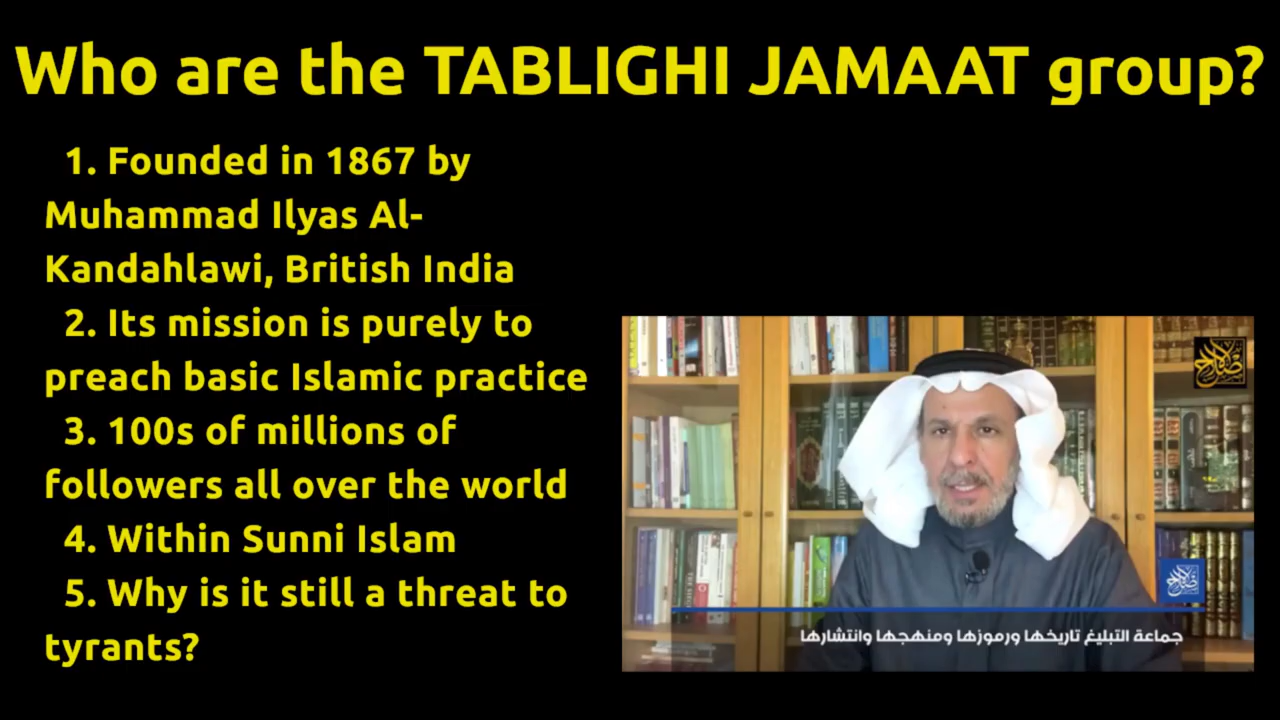 Who are the TABLIGHI JAMAAT group?
1. Founded in 1867 by
Muhammad Ilyas Al-
Kandahlawi, British India
2. Its mission is purely to
preach basic Islamic practice
3. 100s of millions of
followers all over the world
4. Within Sunni Islam
5. Why is it still a threat to
tyrants?
جماعة التبليغ تاريخها ورموزها ومنهجها وانتشارها